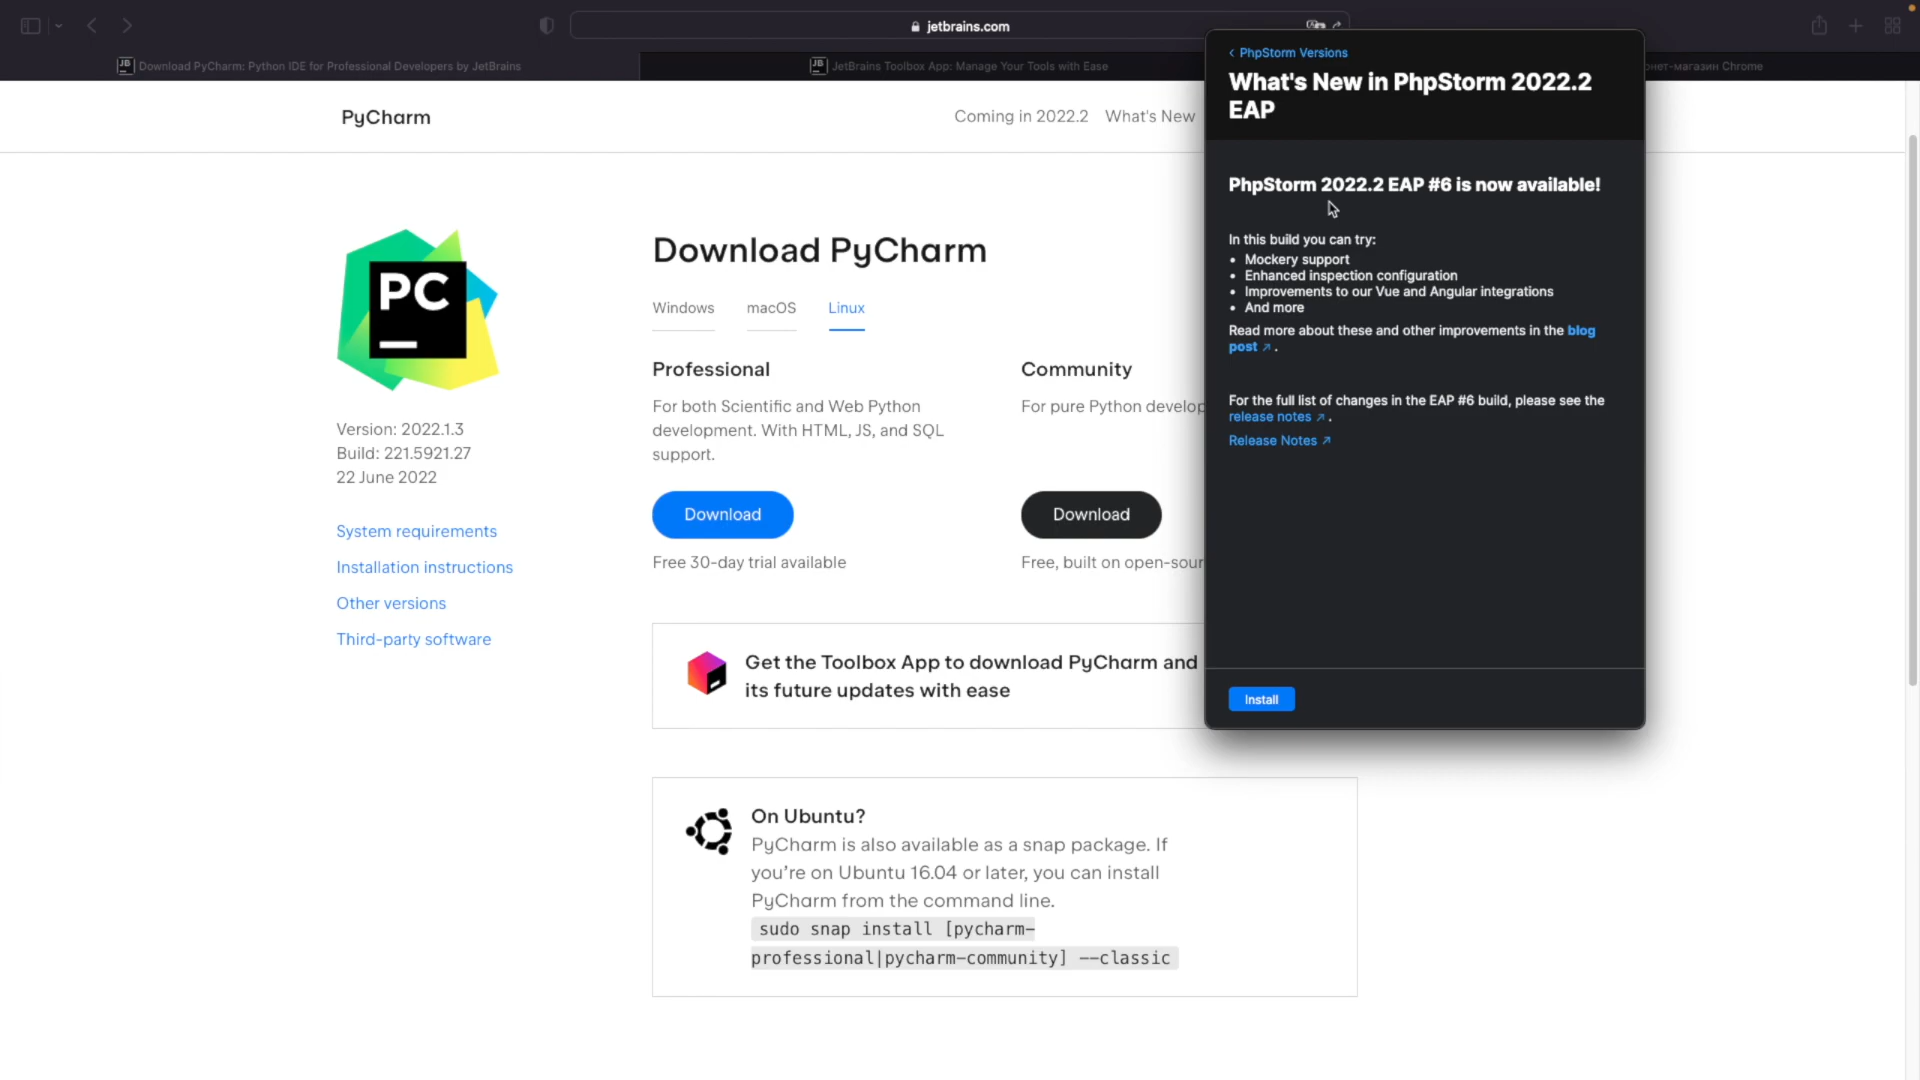 jetbrains.com
Download PyCharm: Python IDE for Professional Developers by JetBrains
JetBrains Toolbox App: Manage Your Tools with Ease
нет-магазин Chrome
PyCharm
Coming in 2022.2
What's New
PC
Version: 2022.1.3
Build: 221.5921.27
22 June 2022
System requirements
Installation instructions
Other versions
Third-party software
Download PyCharm
Windows
macOS
Linux
Professional
For both Scientific and Web Python
development. With HTML, JS, and SQL
support.
Download
Free 30-day trial available
Community
For pure Python develop
Download
Free, built on open-sour
Get the Toolbox App to download PyCharm and
its future updates with ease
On Ubuntu?
PyCharm is also available as a snap package. If
you're on Ubuntu 16.04 or later, you can install
PyCharm from the command line.
sudo snap install [pycharm-
professional|pycharm-community] --classic
‹ PhpStorm Versions
What's New in PhpStorm 2022.2
EAP
PhpStorm 2022.2 EAP #6 is now available!
In this build you can try:
• Mockery support
• Enhanced inspection configuration
• Improvements to our Vue and Angular integrations
• And more
Read more about these and other improvements in the blog
post ↗ .
For the full list of changes in the EAP #6 build, please see the
release notes ↗ .
Release Notes ↗
Install